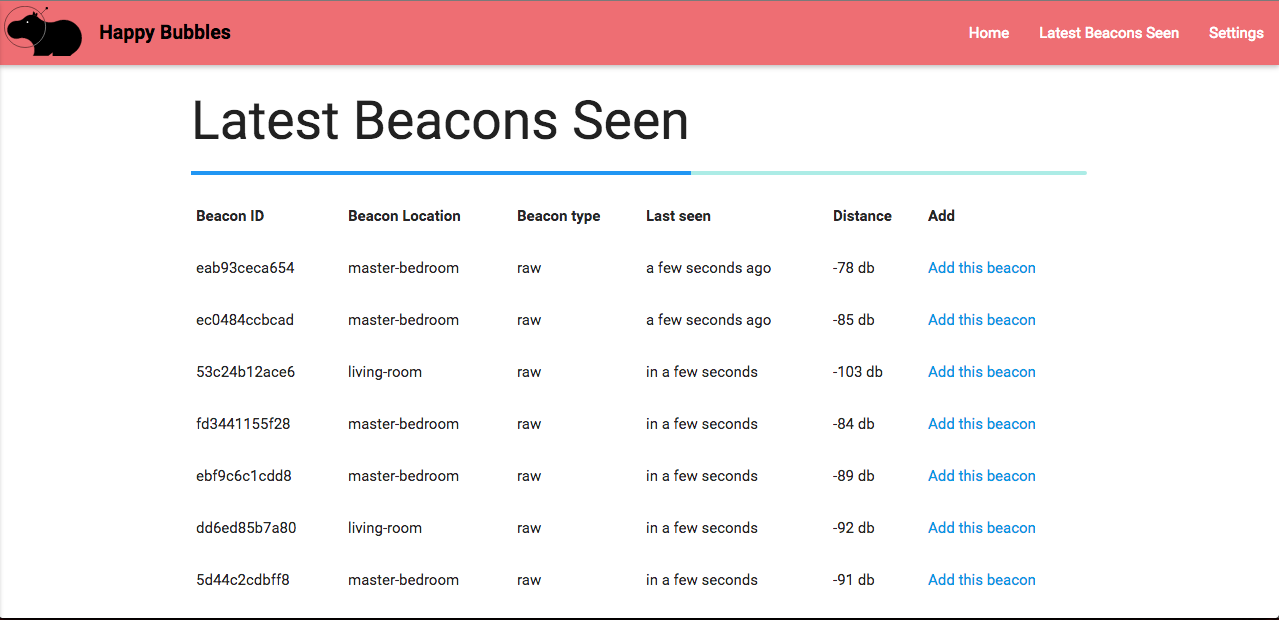 Happy Bubbles Home Latest Beacons Seen Settings
Latest Beacons Seen
Beacon ID Beacon Location Beacon type Last seen Distance Add
eab93ceca654 master-bedroom raw a few seconds ago -78 db Add this beacon
ec0484ccbcad master-bedroom raw a few seconds ago -85 db Add this beacon
53c24b12ace6 living-room raw in a few seconds -103 db Add this beacon
fd3441155f28 master-bedroom raw in a few seconds -84 db Add this beacon
ebf9c6c1cdd8 master-bedroom raw in a few seconds -89 db Add this beacon
dd6ed85b7a80 living-room raw in a few seconds -92 db Add this beacon
5d44c2cdbff8 master-bedroom raw in a few seconds -91 db Add this beacon